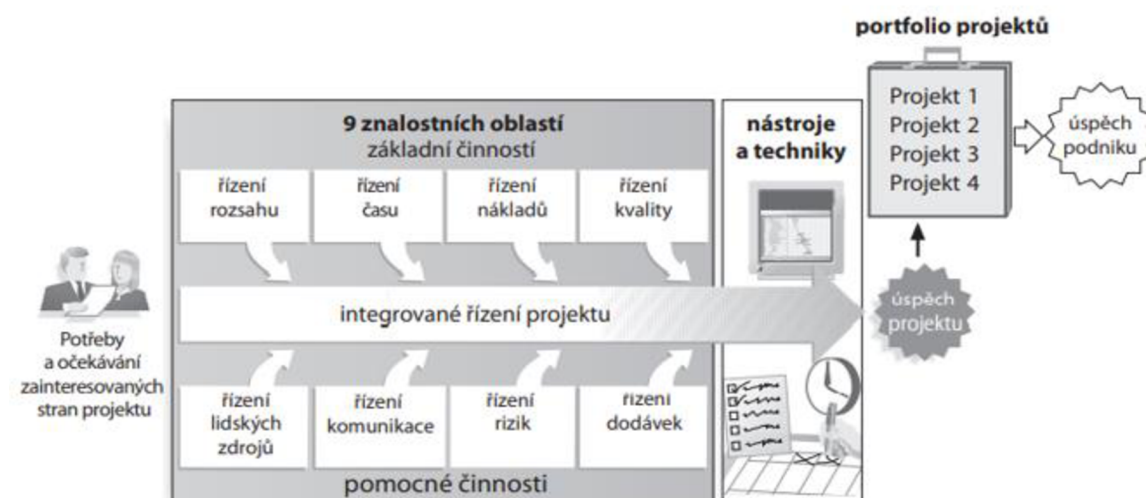 portfolio projektů
Projekt 1
Projekt 2
Projekt 3
Projekt 4
úspěch
podniku
9 znalostních oblastí
základní činností
nástroje
a techniky
řízení
rozsahu
řízení
času
řízení
nákladů
řízení
kvality
integrované řízení projektu
úspěch
projektu
Potřeby
a očekávání
zainteresovaných
stran projektu
řízení
lidských
zdrojů
řízení
komunikace
řízení
rizik
řízení
dodávek
pomocné činnosti